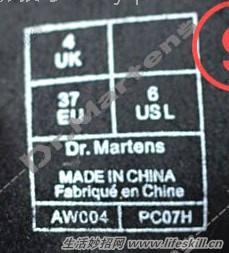 4
UK
37
EU
6
US L
Dr. Martens
MADE IN CHINA
Fabriqué en Chine
AW004
PC07H
Dr.Martens
生活妙招网 www.lifeskill.cn